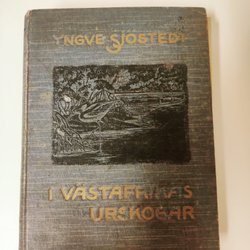 YNGVE SJÖSTEDT
I VÄSTAFRIKAS
URSKOGAR